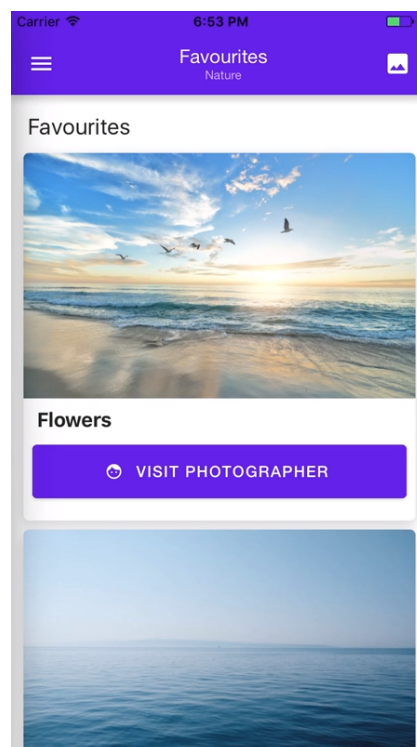 Carrier
6:53 PM
Favourites
Nature
Favourites
Flowers
VISIT PHOTOGRAPHER